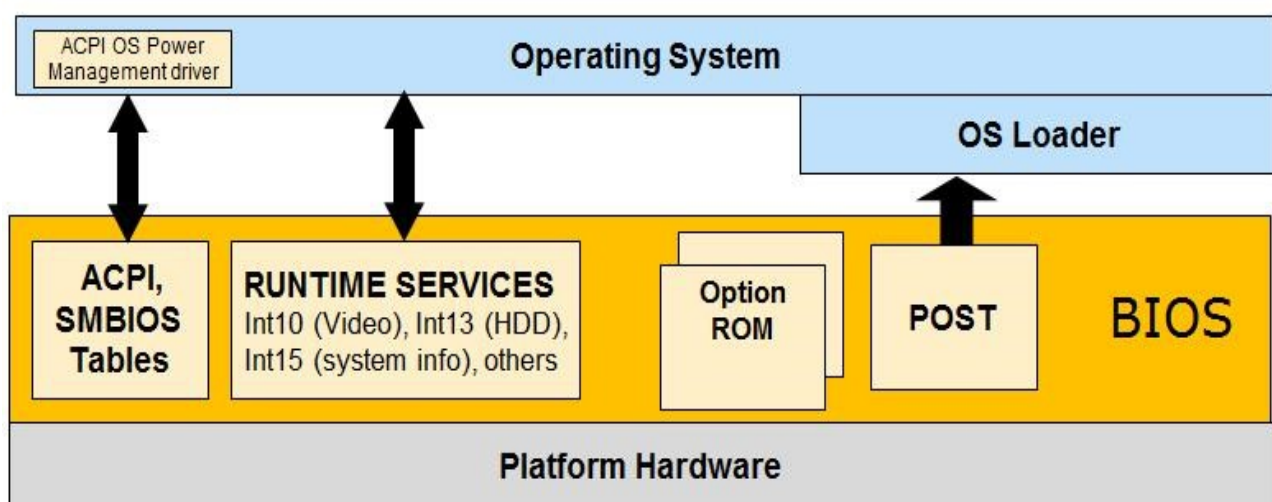 ACPI OS Power
Management driver
Operating System
OS Loader
ACPI,
SMBIOS
Tables
RUNTIME SERVICES
Int10 (Video), Int13 (HDD),
Int15 (system info), others
Option
ROM
POST
BIOS
Platform Hardware